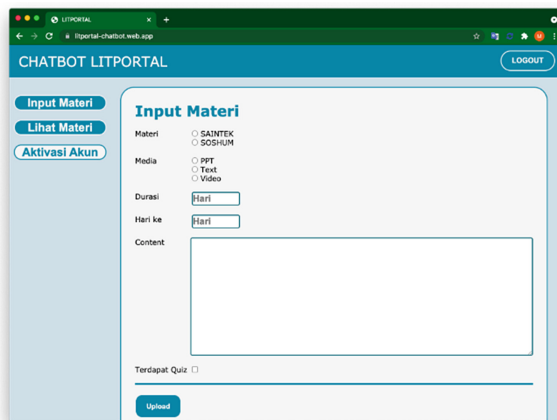 LITPORTAL
litportal-chatbot.web.app
CHATBOT LITPORTAL
LOGOUT
Input Materi
Lihat Materi
Aktivasi Akun
Input Materi
Materi
SAINTEK
SOSHUM
Media
PPT
Text
Video
Durasi
Hari
Hari ke
Hari
Content
Terdapat Quiz
Upload